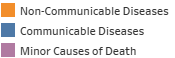 Non-Communicable Diseases
Communicable Diseases
Minor Causes of Death